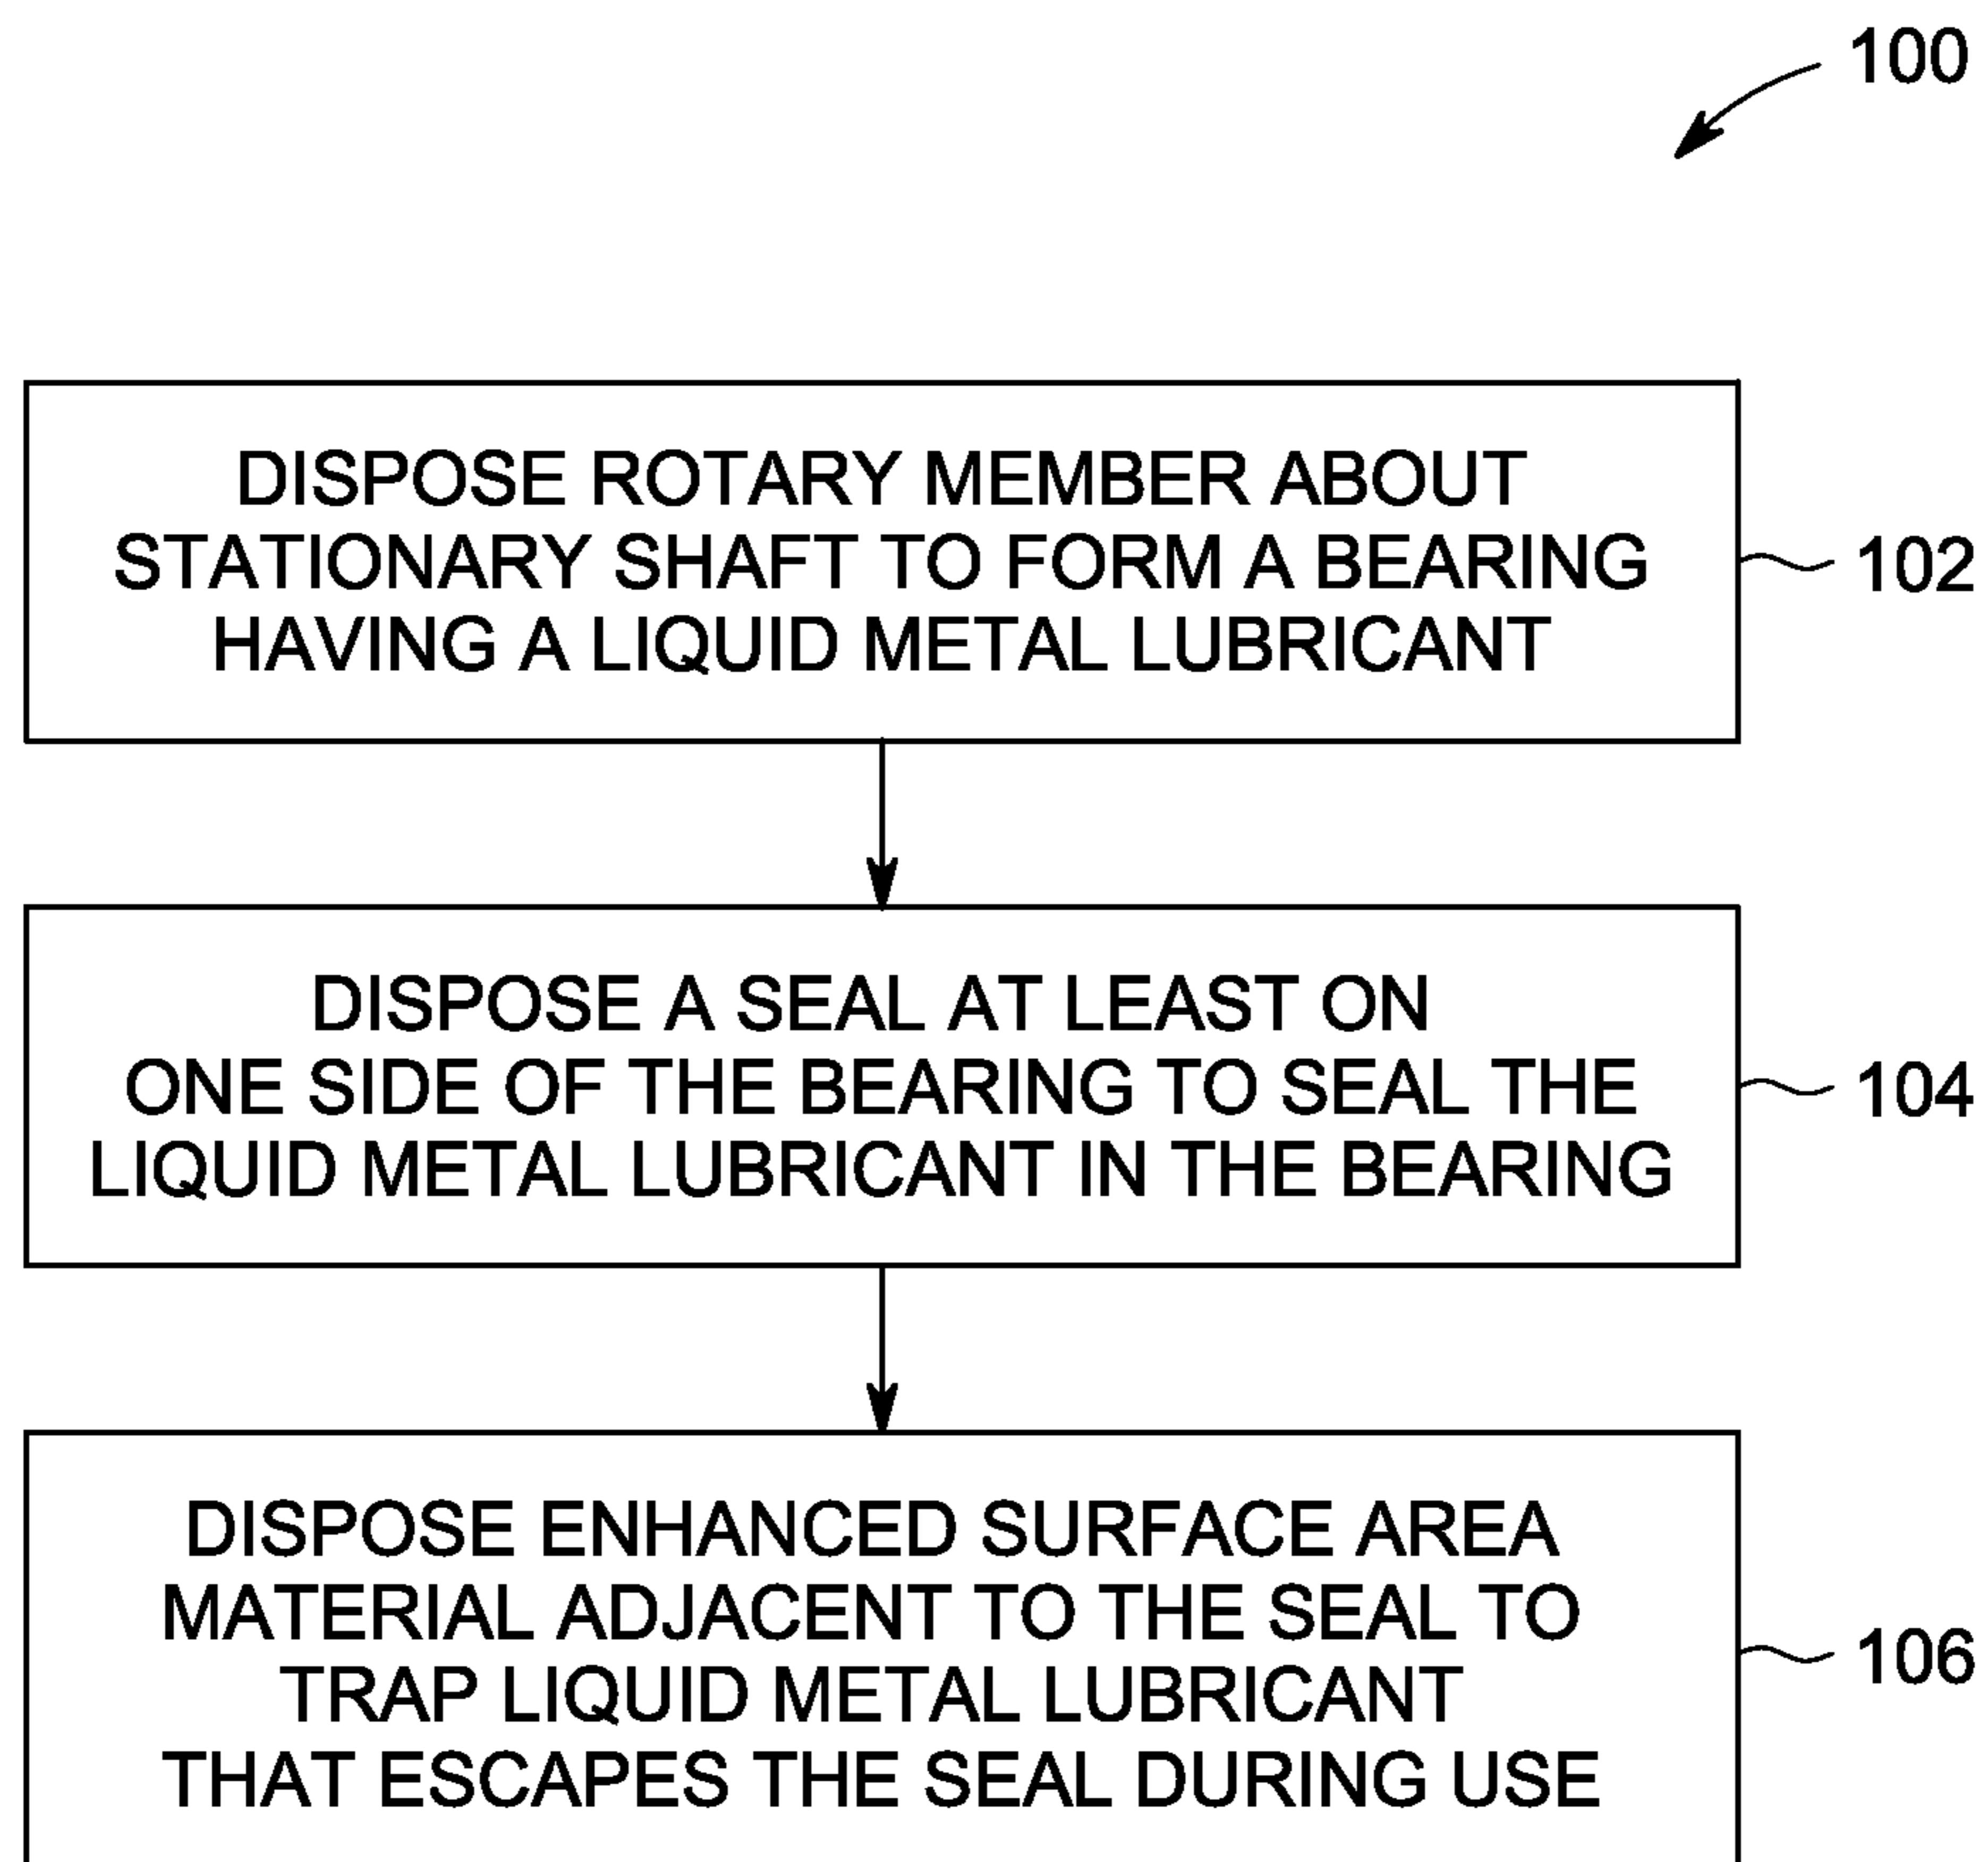 100
DISPOSE ROTARY MEMBER ABOUT
STATIONARY SHAFT TO FORM A BEARING
HAVING A LIQUID METAL LUBRICANT
102
DISPOSE A SEAL AT LEAST ON
ONE SIDE OF THE BEARING TO SEAL THE
LIQUID METAL LUBRICANT IN THE BEARING
104
DISPOSE ENHANCED SURFACE AREA
MATERIAL ADJACENT TO THE SEAL TO
TRAP LIQUID METAL LUBRICANT
THAT ESCAPES THE SEAL DURING USE
106